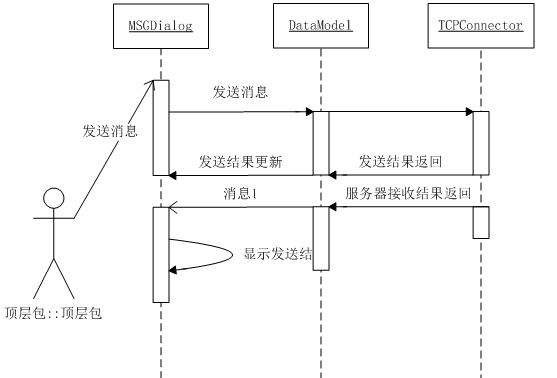 MSGDialog
DataModel
TCPConnector
发送消息
发送消息
发送结果更新
发送结果返回
消息1
服务器接收结果返回
显示发送结
顶层包::顶层包